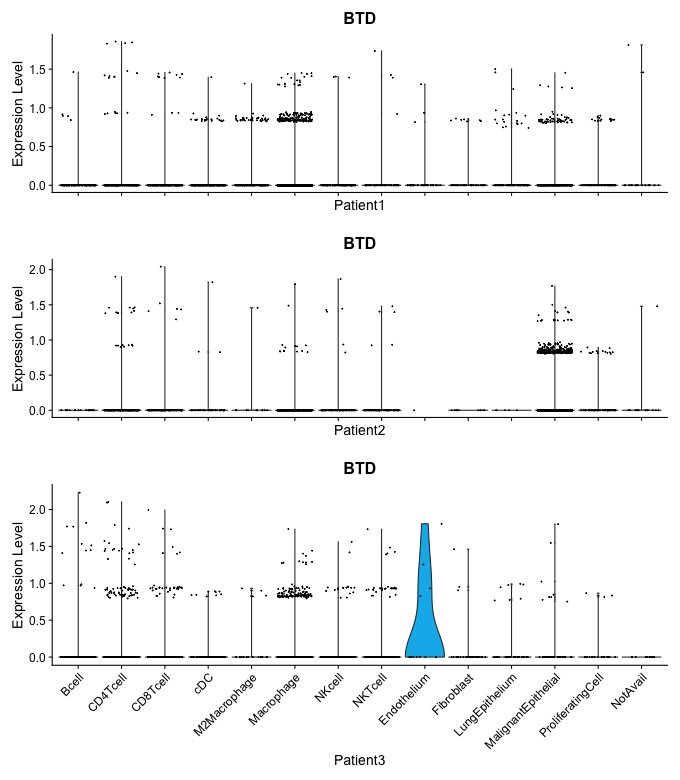 BTD
Expression Level
1.5
1.0
0.5
0.0
Patient1
BTD
Expression Level
2.0
1.5
1.0
0.5
0.0
Patient2
BTD
Expression Level
2.0
1.5
1.0
0.5
0.0
Bcell
CD4Tcell
CD8Tcell
cDC
M2Macrophage
Macrophage
NKcell
NKTcell
Endothelium
Fibroblast
LungEpithelium
MalignantEpithelial
ProliferatingCell
NotAvail
Patient3